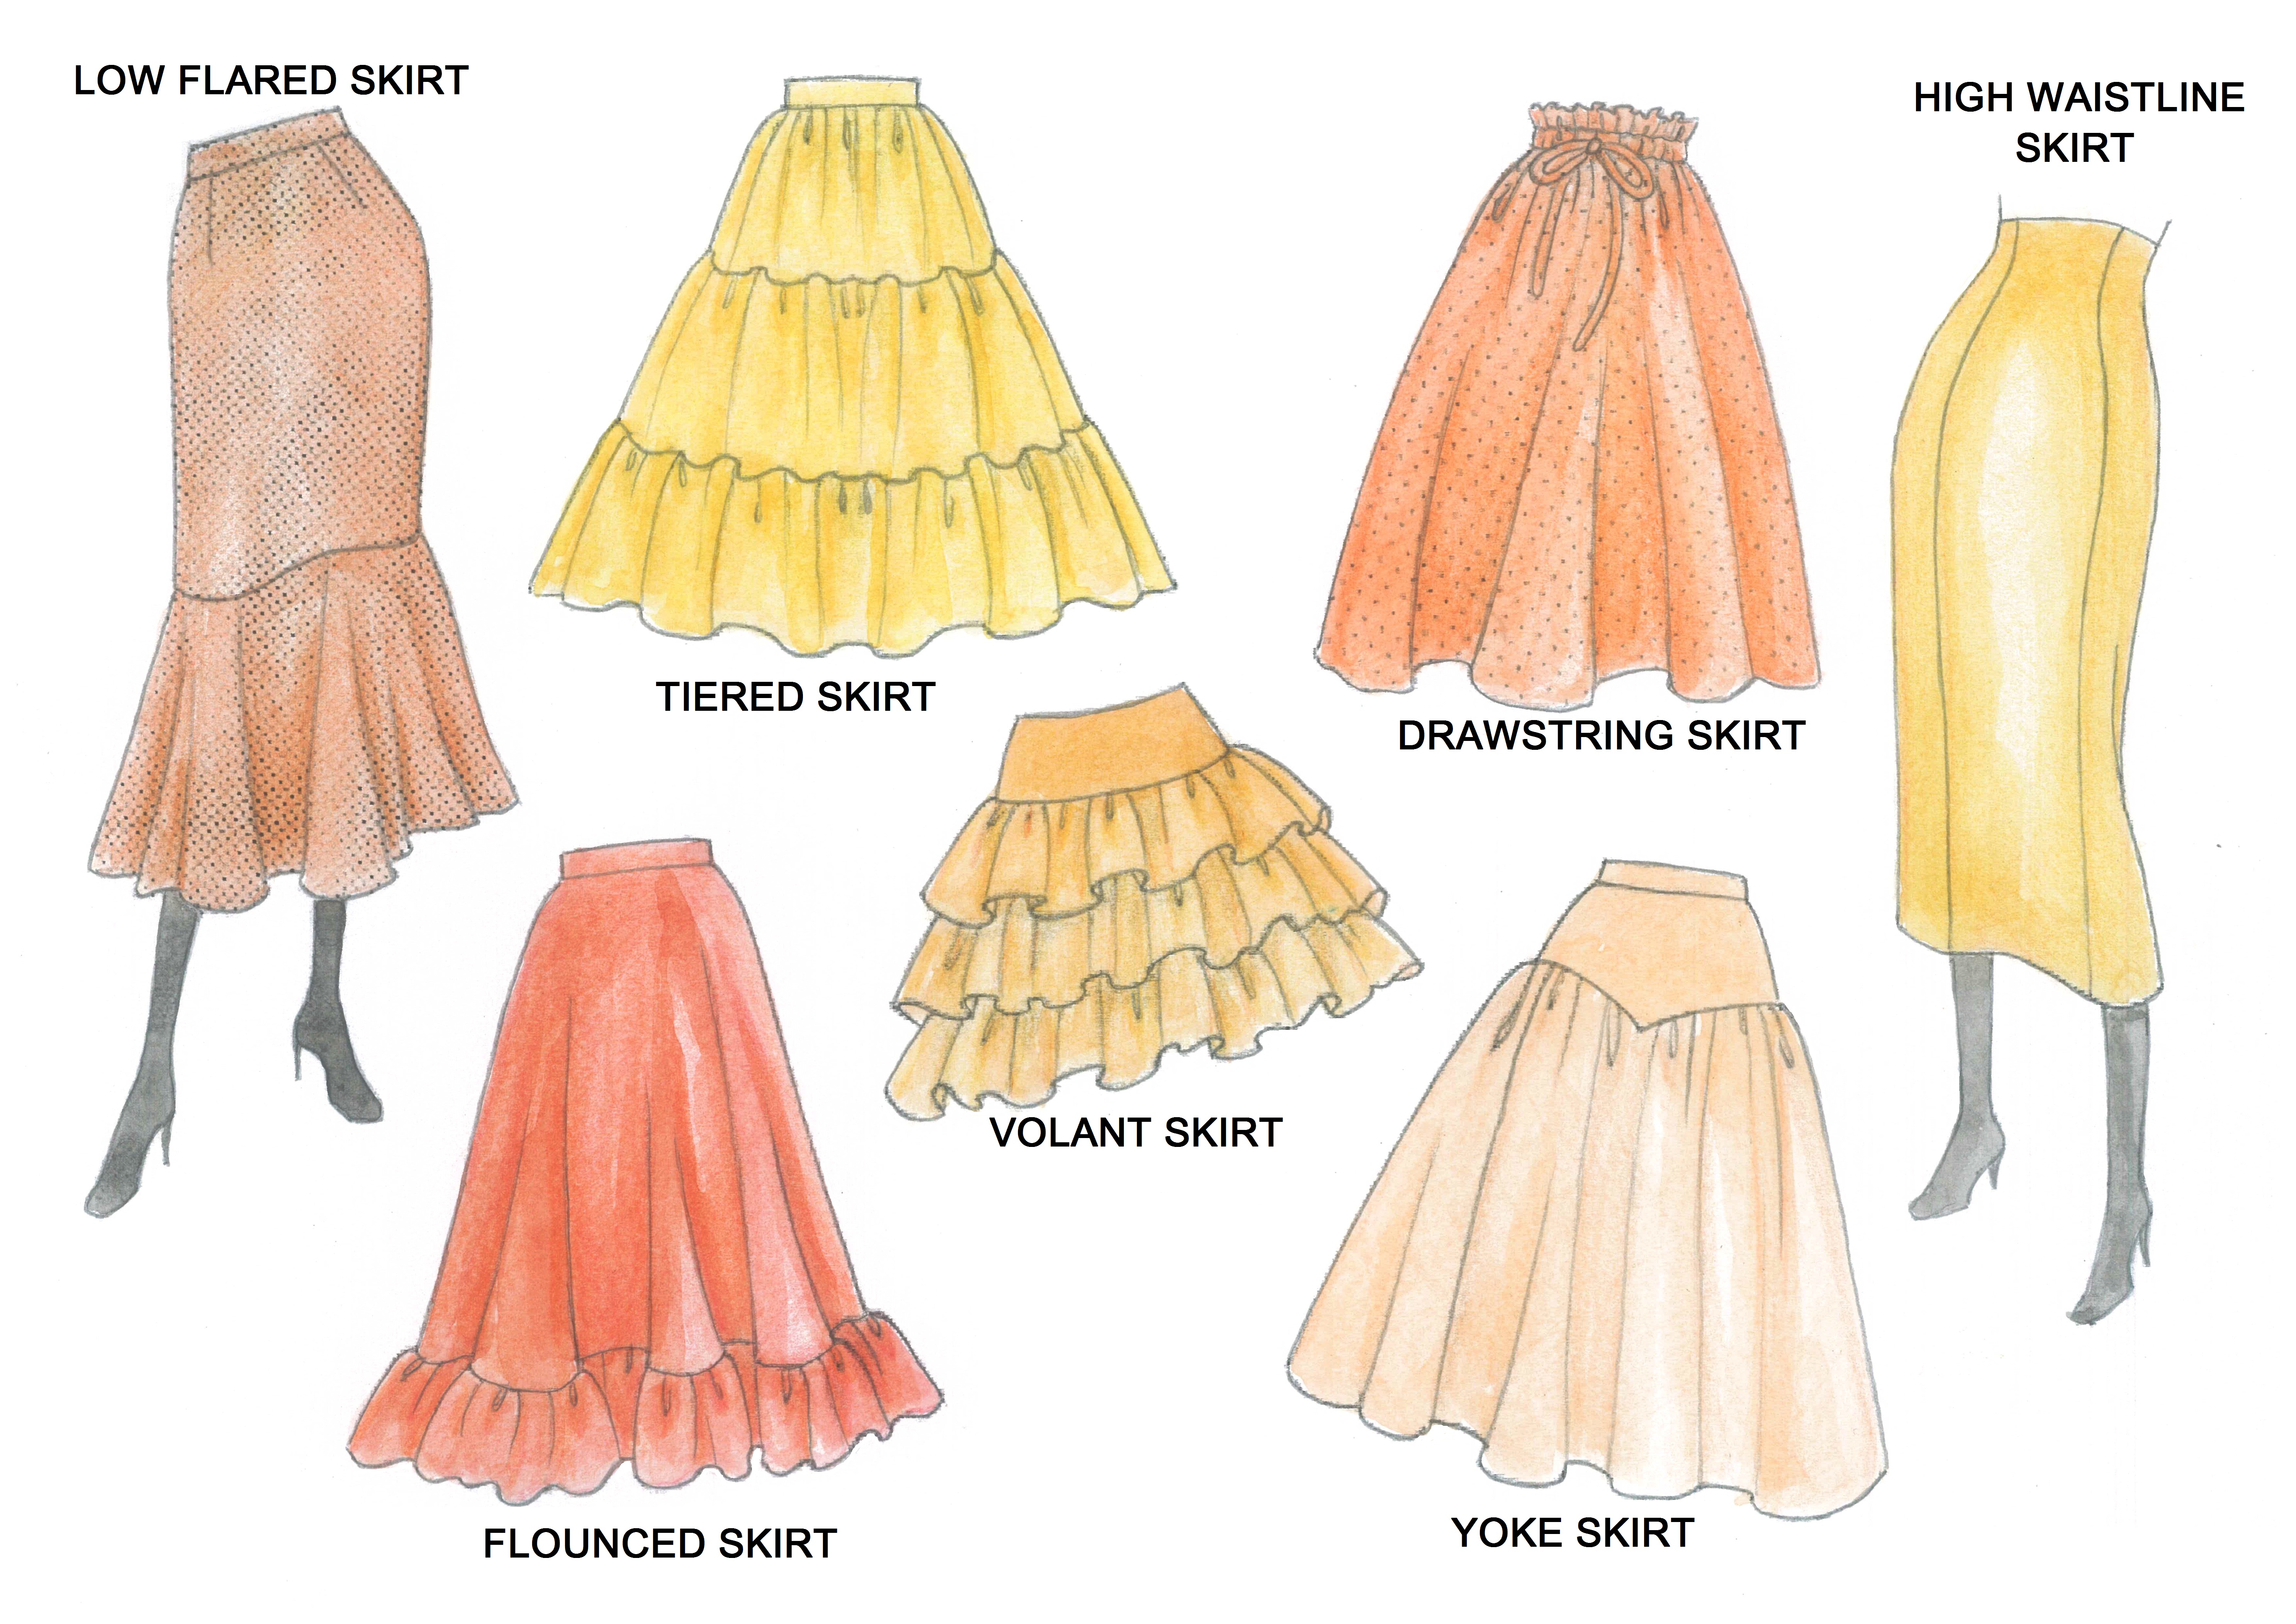 LOW FLARED SKIRT
HIGH WAISTLINE
SKIRT
TIERED SKIRT
DRAWSTRING SKIRT
VOLANT SKIRT
FLOUNCED SKIRT
YOKE SKIRT